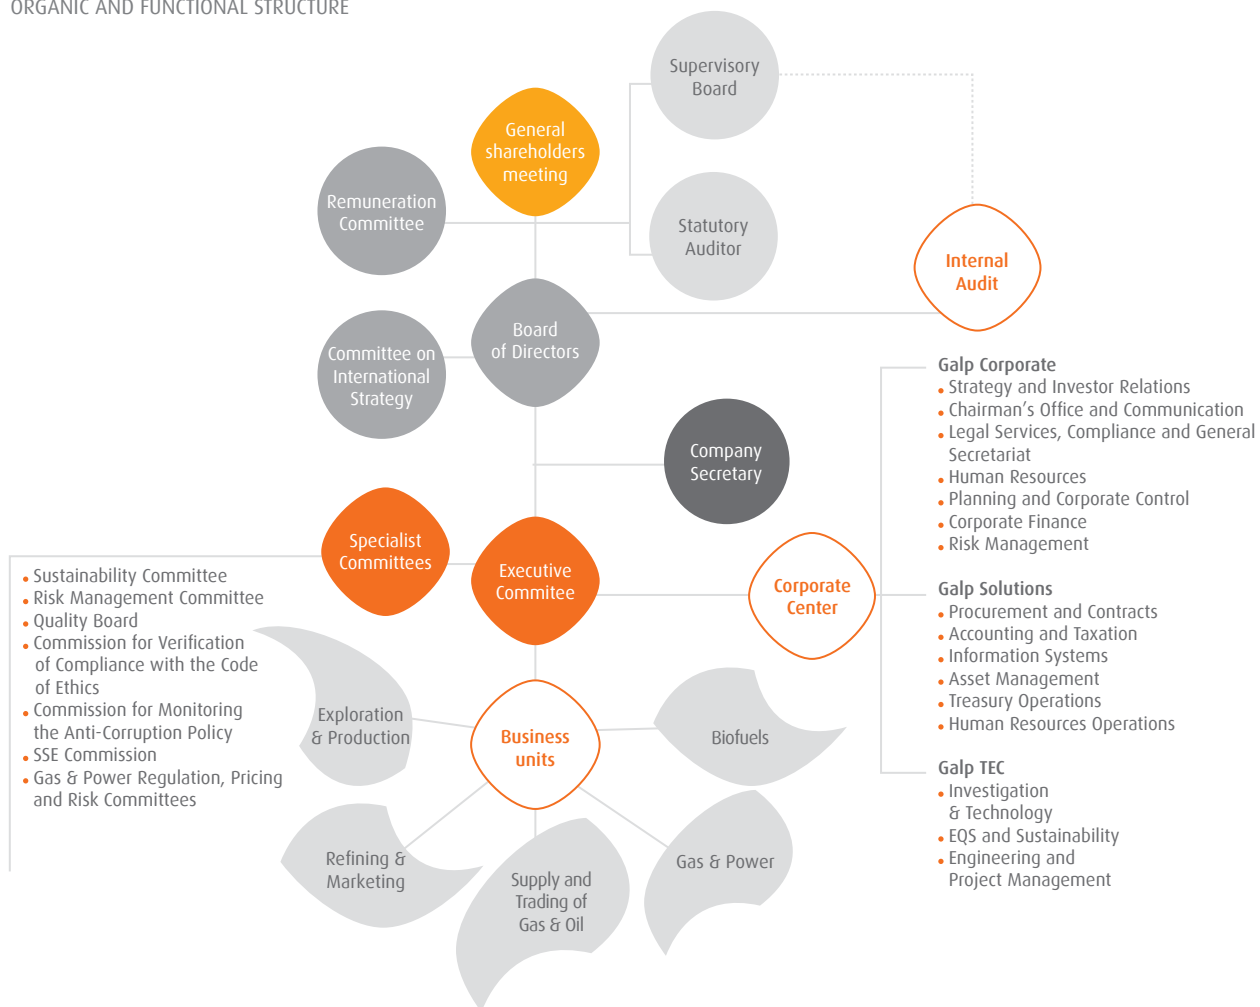 ORGANIC AND FUNCTIONAL STRUCTURE
Supervisory
Board
General
shareholders
meeting
Remuneration
Committee
Statutory
Auditor
Internal
Audit
Board
of Directors
Committee on
International
Strategy
Company
Secretary
Specialist
Committees
Executive
Commitee
Corporate
Center
Galp Corporate
• Strategy and Investor Relations
• Chairman's Office and Communication
• Legal Services, Compliance and General
Secretariat
• Human Resources
• Planning and Corporate Control
• Corporate Finance
• Risk Management
Galp Solutions
• Procurement and Contracts
• Accounting and Taxation
• Information Systems
• Asset Management
• Treasury Operations
• Human Resources Operations
Galp TEC
• Investigation
& Technology
• EQS and Sustainability
• Engineering and
Project Management
• Sustainability Committee
• Risk Management Committee
• Quality Board
• Commission for Verification
of Compliance with the Code
of Ethics
• Commission for Monitoring
the Anti-Corruption Policy
• SSE Commission
• Gas & Power Regulation, Pricing
and Risk Committees
Exploration
& Production
Business
units
Biofuels
Refining &
Marketing
Supply and
Trading of
Gas & Oil
Gas & Power